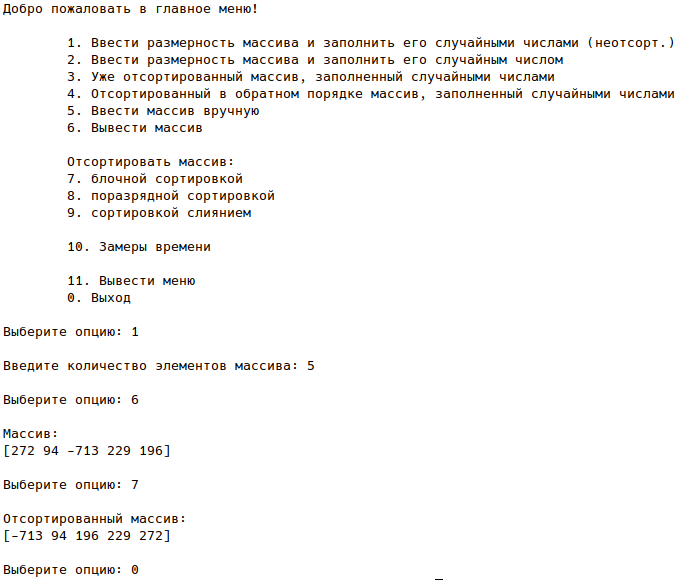 Добро пожаловать в главное меню!
1. Ввести размерность массива и заполнить его случайными числами (неотсорт.)
2. Ввести размерность массива и заполнить его случайным числом
3. Уже отсортированный массив, заполненный случайными числами
4. Отсортированный в обратном порядке массив, заполненный случайными числами
5. Ввести массив вручную
6. Вывести массив
Отсортировать массив:
7. блочной сортировкой
8. поразрядной сортировкой
9. сортировкой слиянием
10. Замеры времени
11. Вывести меню
0. Выход
Выберите опцию: 1
Введите количество элементов массива: 5
Выберите опцию: 6
Массив:
[272 94 -713 229 196]
Выберите опцию: 7
Отсортированный массив:
[-713 94 196 229 272]
Выберите опцию: 0